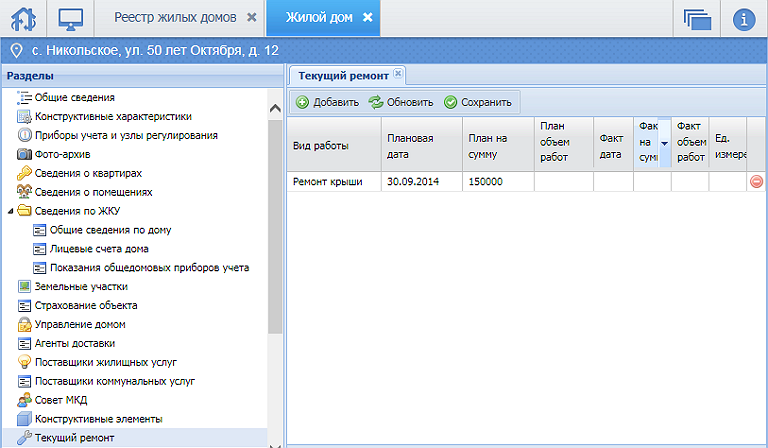 Реестр жилых домов
Жилой дом
с. Никольское, ул. 50 лет Октября, д. 12
Разделы
Общие сведения
Конструктивные характеристики
Приборы учета и узлы регулирования
Фото-архив
Сведения о квартирах
Сведения о помещениях
Сведения по ЖКУ
Общие сведения по дому
Лицевые счета дома
Показания общедомовых приборов учета
Земельные участки
Страхование объекта
Управление домом
Агенты доставки
Поставщики жилищных услуг
Поставщики коммунальных услуг
Совет МКД
Конструктивные элементы
Текущий ремонт
Текущий ремонт
Добавить Обновить Сохранить
Вид работы
Плановая
дата
План на
сумму
План
объем
работ
Факт
дата
Фак
на
сумм
Факт
объем
работ
Ед.
измере
Ремонт крыши 30.09.2014 150000